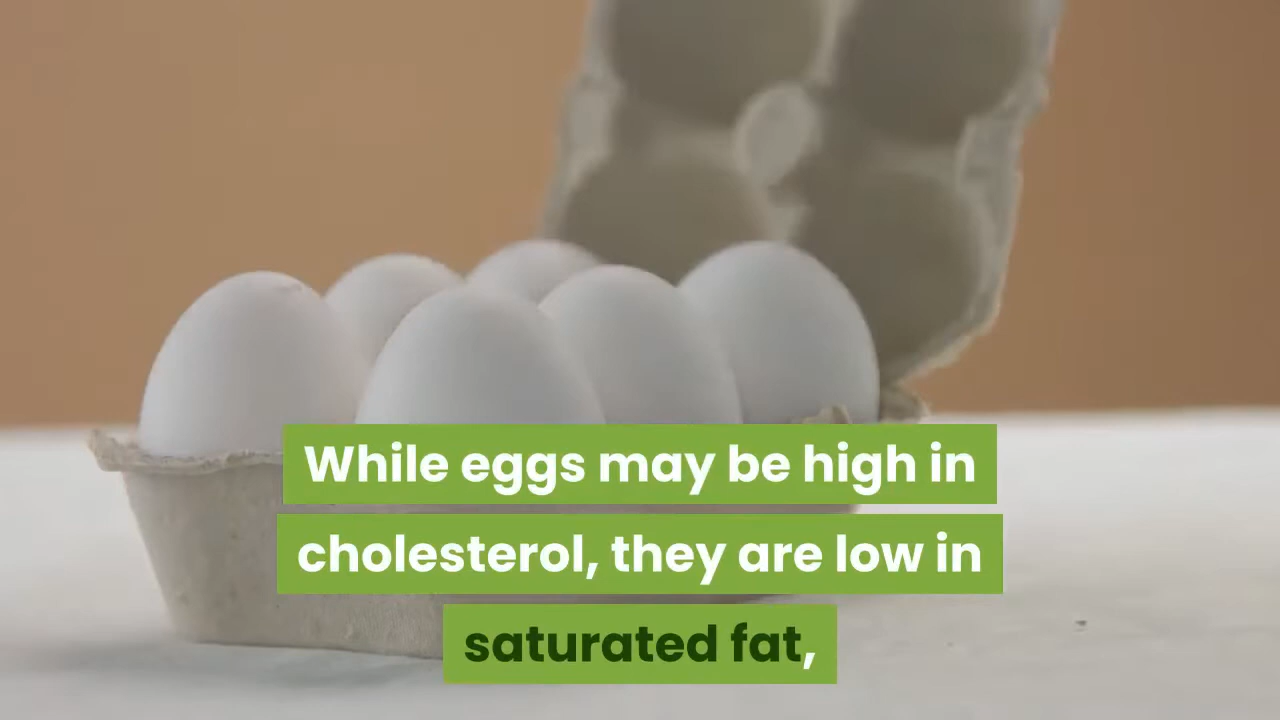 While eggs may be high in
cholesterol, they are low in
saturated fat,